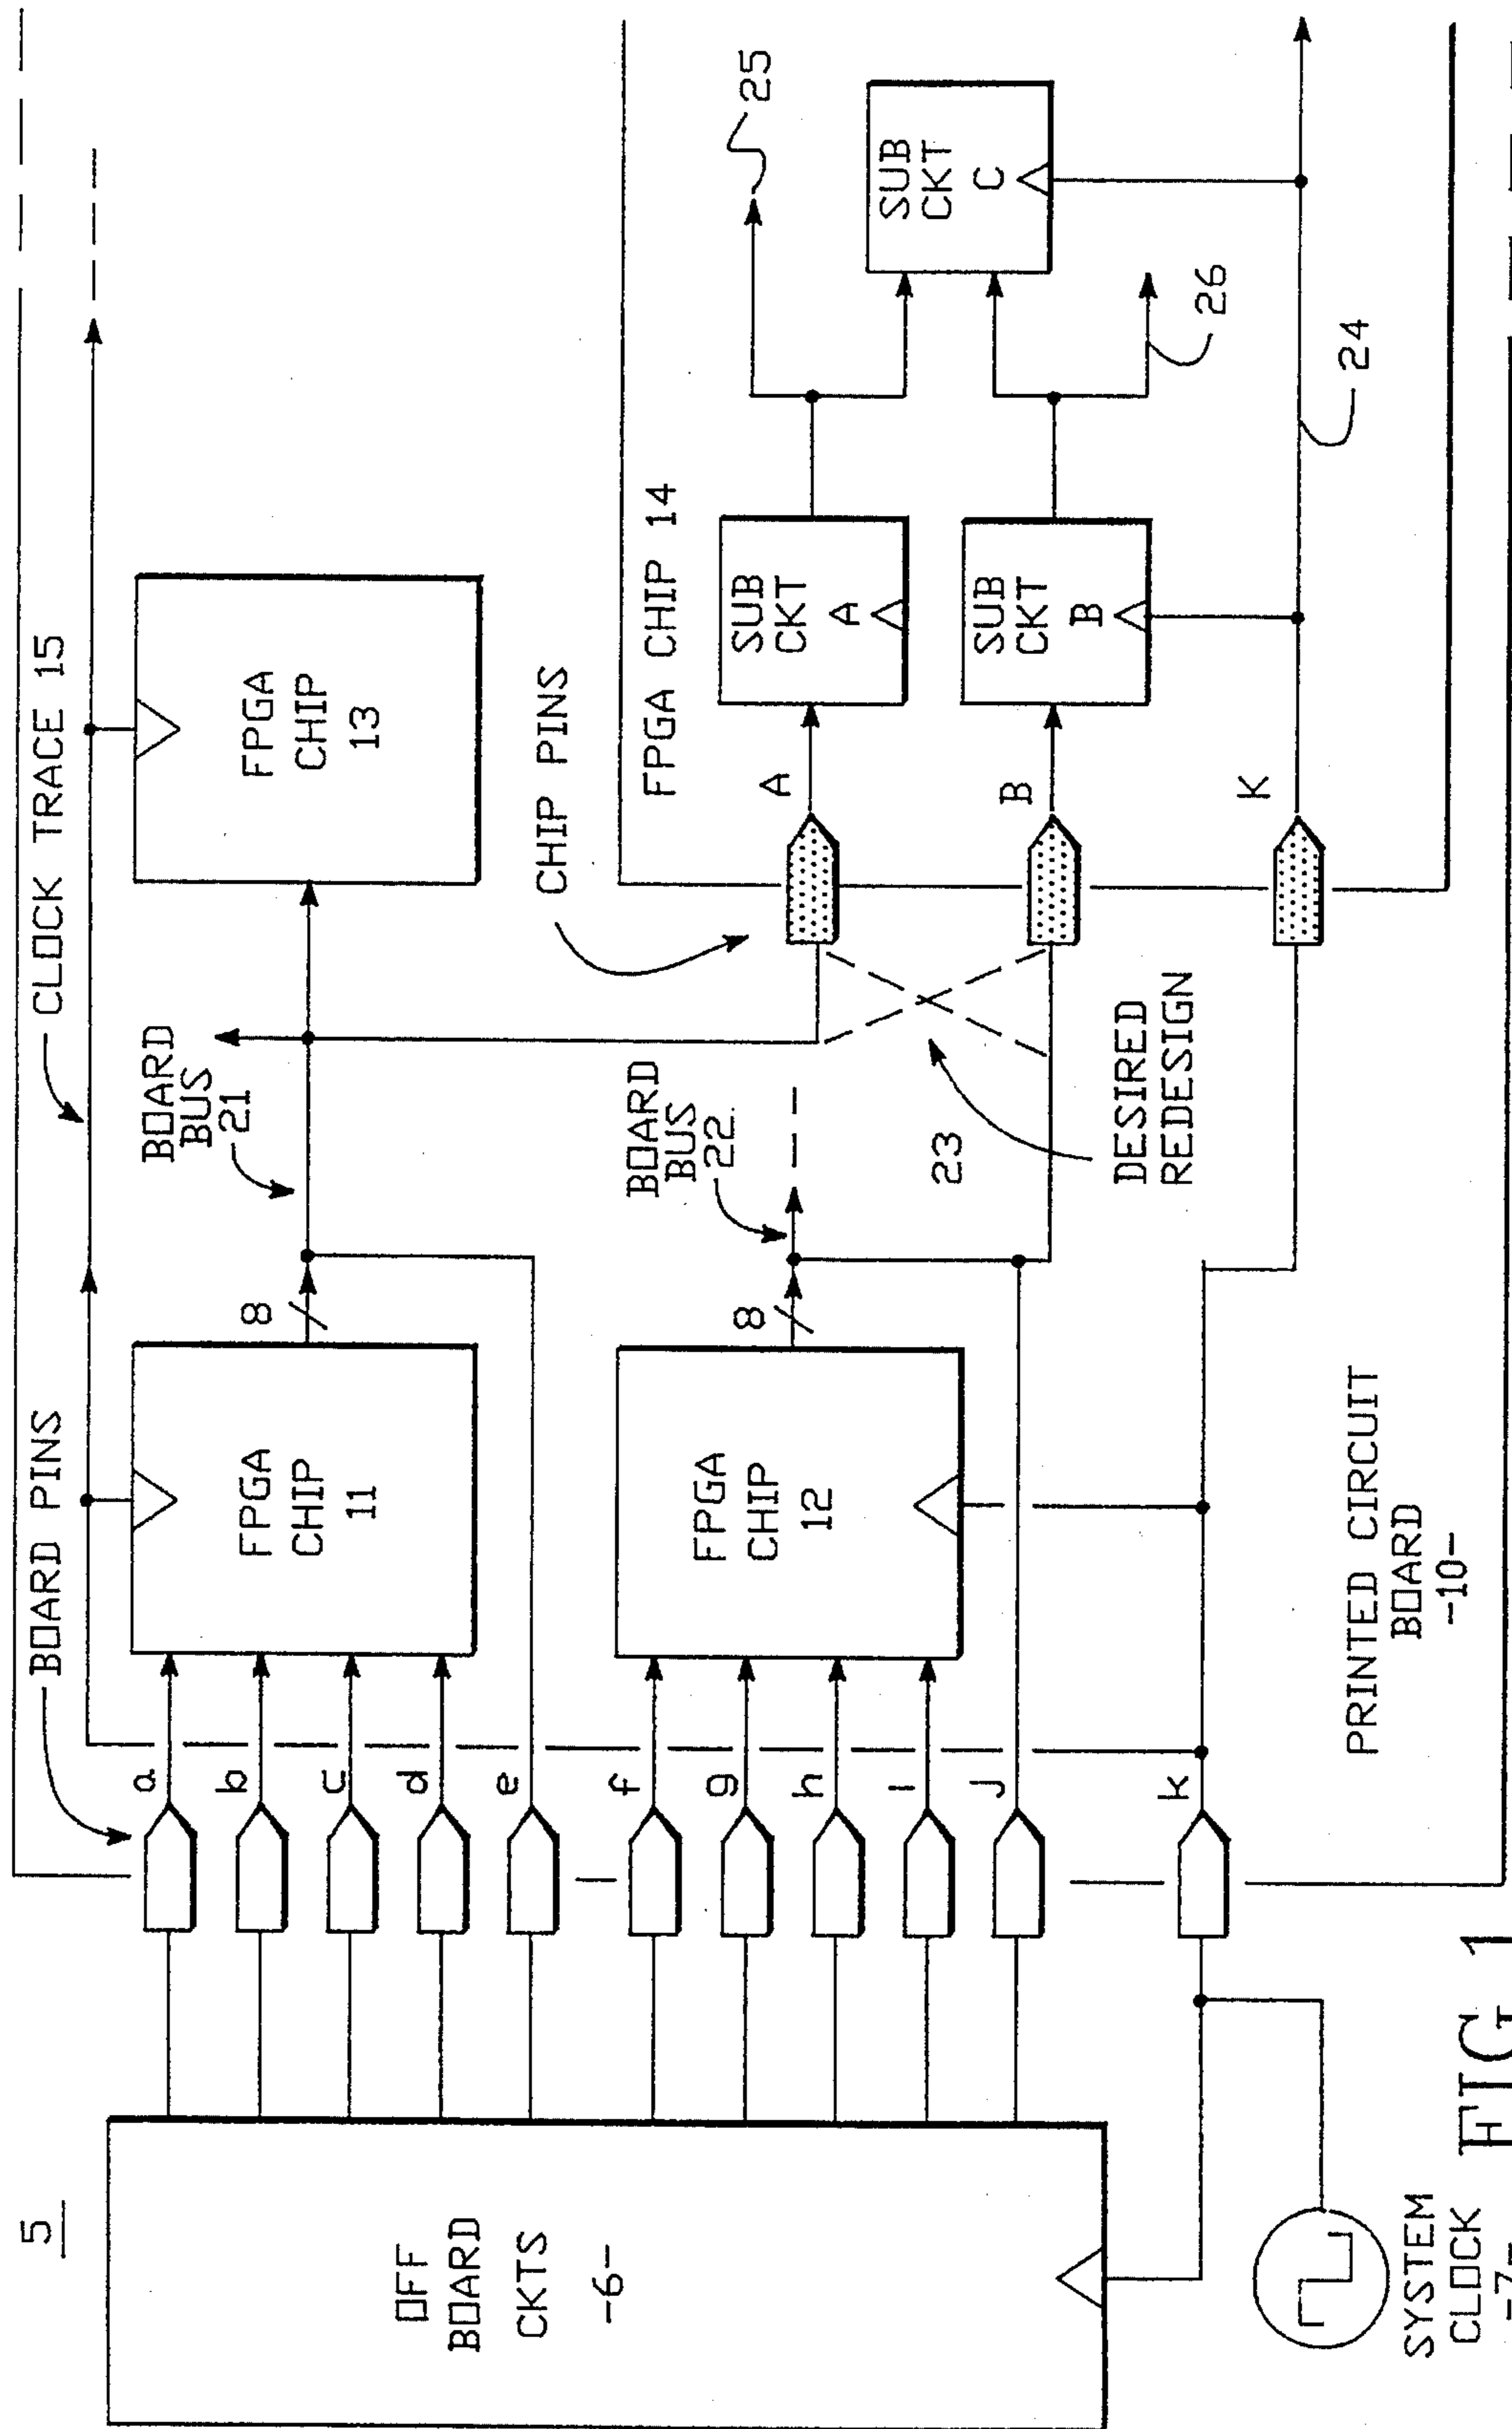 5
OFF
BOARD
CKTS
-6-
SYSTEM
CLOCK
-7-
FIG 1
BOARD PINS
a
b
c
d
e
f
g
h
i
j
k
FPGA
CHIP
11
8
FPGA
CHIP
12
8
PRINTED CIRCUIT
BOARD
-10-
CLOCK TRACE 15
BOARD
BUS
21
BOARD
BUS
22
23
DESIRED
REDESIGN
FPGA
CHIP
13
CHIP PINS
FPGA CHIP 14
A
B
K
SUB
CKT
A
SUB
CKT
B
SUB
CKT
C
25
26
24